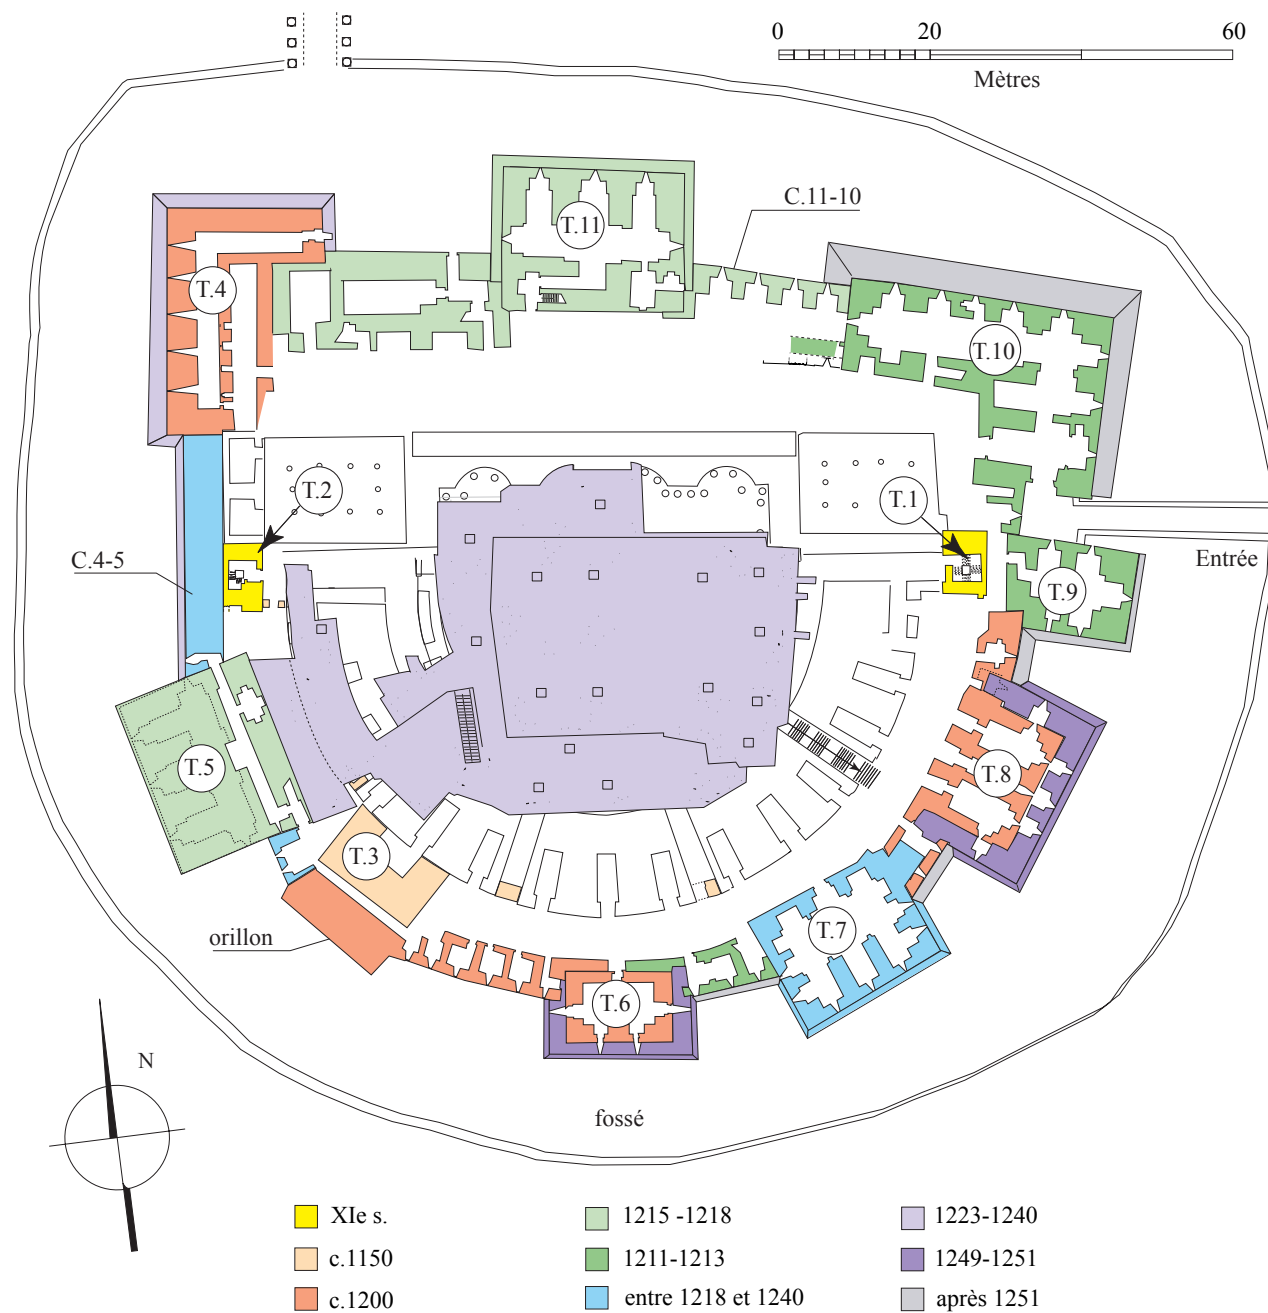 0 20 60
Mètres
C.11-10
T.11
T.4
T.10
T.2
T.1
C.4-5
Entrée
T.9
T.5
T.8
T.3
T.7
orillon
T.6
N
fossé
XIe s.
c.1150
c.1200
1215 -1218
1211-1213
entre 1218 et 1240
1223-1240
1249-1251
après 1251